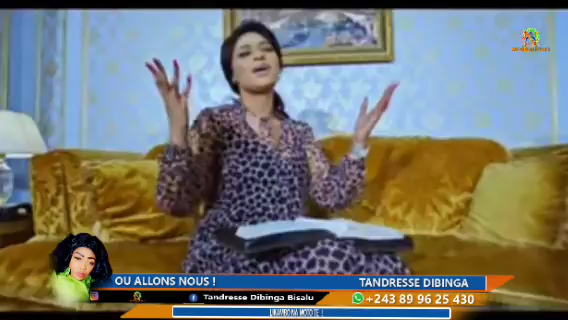 OU ALLONS NOUS !
TANDRESSE DIBINGA
Tandresse Dibinga Bisalu
+243 89 96 25 430